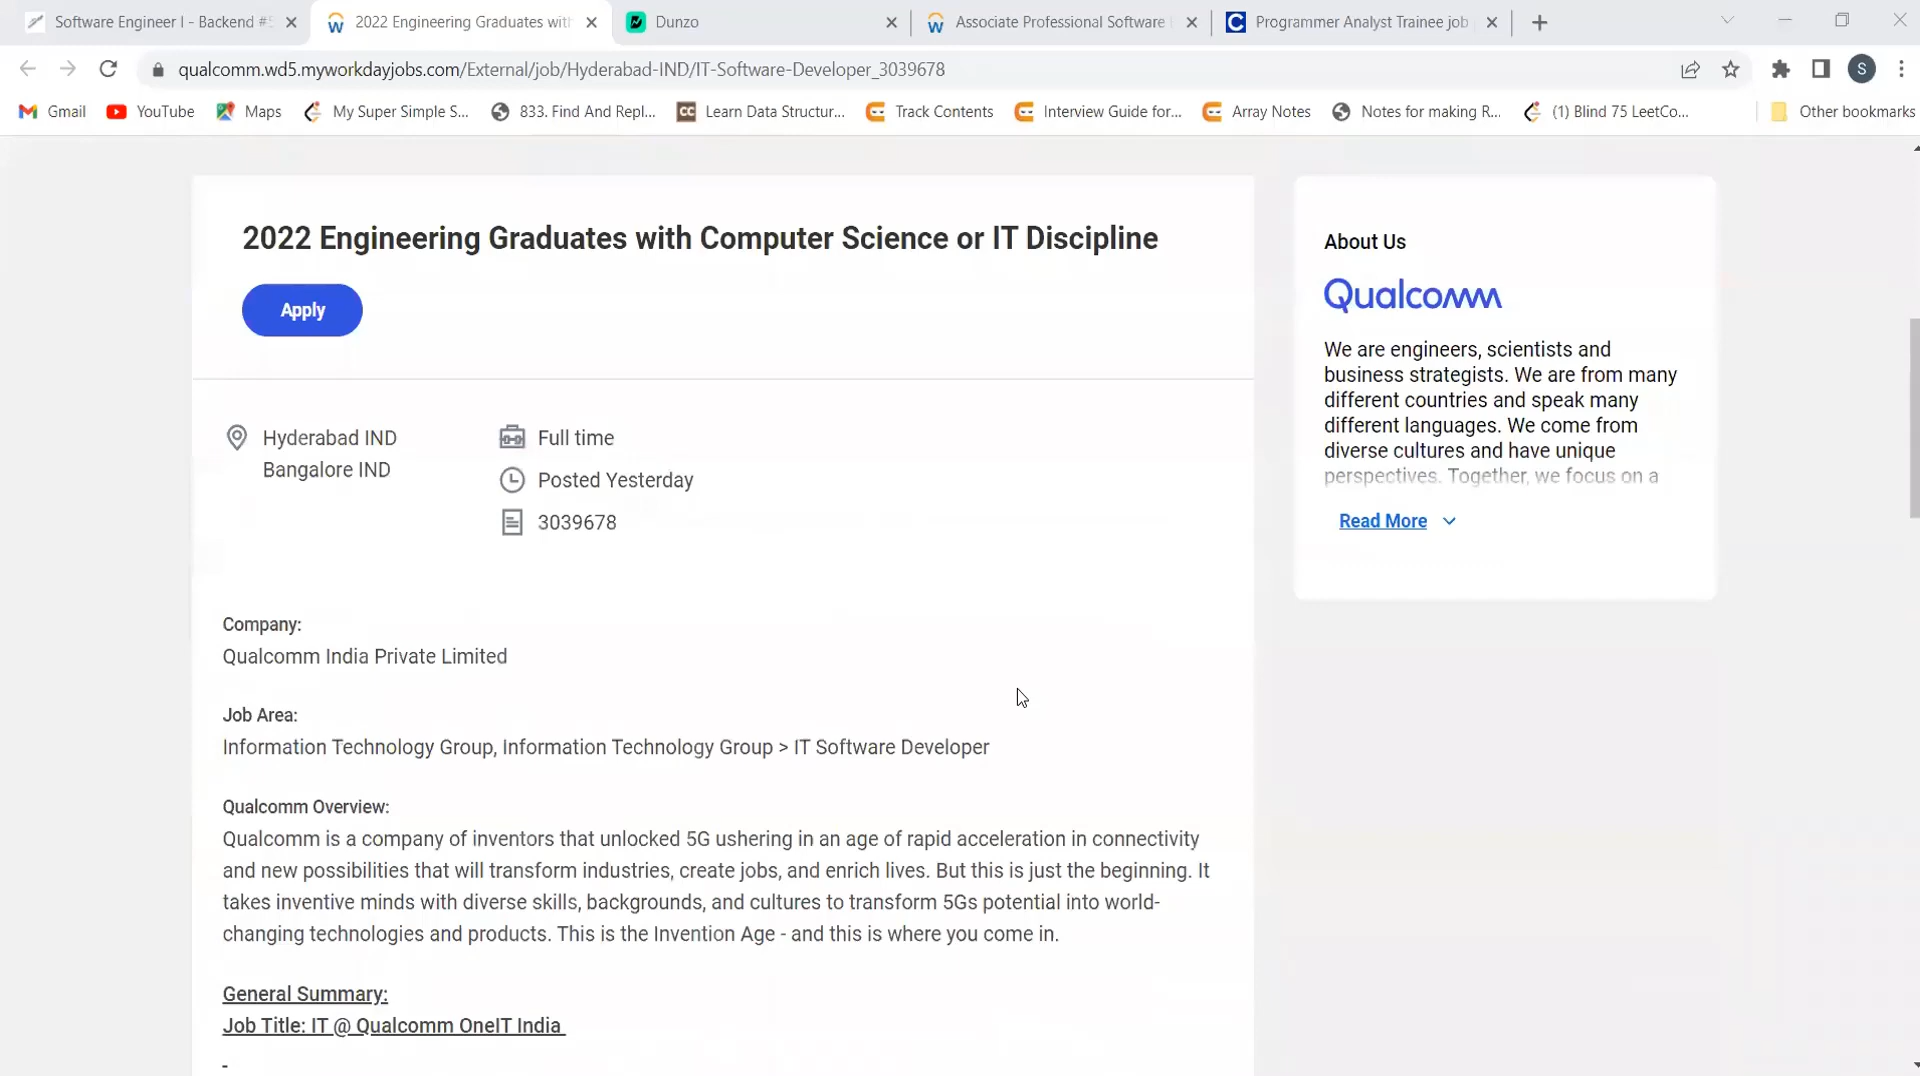 Software Engineer I - Backend #5
2022 Engineering Graduates with
Dunzo
Associate Professional Software
Programmer Analyst Trainee job
qualcomm.wd5.myworkdayjobs.com/External/job/Hyderabad-IND/IT-Software-Developer_3039678
S
Gmail
YouTube
Maps
My Super Simple S...
833. Find And Repl...
CC
Learn Data Structur...
Track Contents
Interview Guide for...
Array Notes
Notes for making R...
(1) Blind 75 LeetCo...
Other bookmarks
2022 Engineering Graduates with Computer Science or IT Discipline
Apply
Hyderabad IND
Bangalore IND
Full time
Posted Yesterday
3039678
Company:
Qualcomm India Private Limited
Job Area:
Information Technology Group, Information Technology Group > IT Software Developer
Qualcomm Overview:
Qualcomm is a company of inventors that unlocked 5G ushering in an age of rapid acceleration in connectivity
and new possibilities that will transform industries, create jobs, and enrich lives. But this is just the beginning. It
takes inventive minds with diverse skills, backgrounds, and cultures to transform 5Gs potential into world-
changing technologies and products. This is the Invention Age - and this is where you come in.
General Summary:
Job Title: IT @ Qualcomm OneIT India
-
About Us
Qualcomm
We are engineers, scientists and
business strategists. We are from many
different countries and speak many
different languages. We come from
diverse cultures and have unique
perspectives. Together, we focus on a
Read More